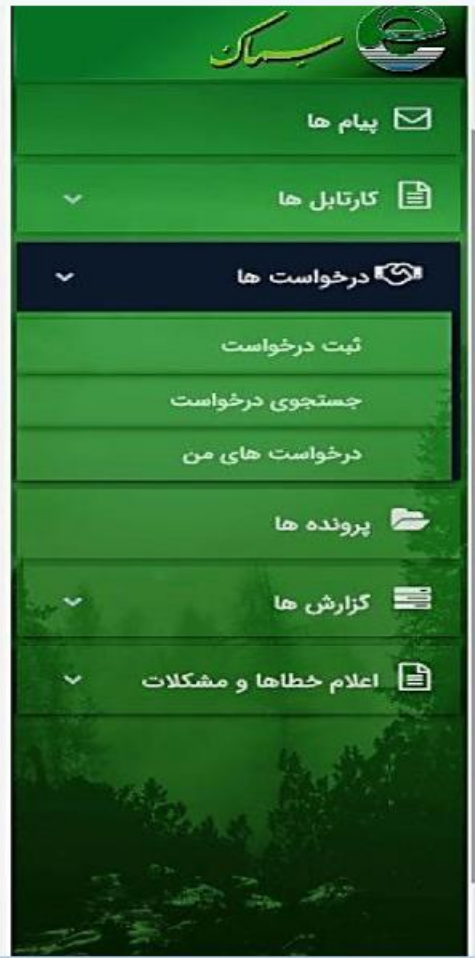 سماک
پیام ها
کارتابل ها
درخواست ها
ثبت درخواست
جستجوی درخواست
درخواست های من
پرونده ها
گزارش ها
اعلام خطاها و مشکلات